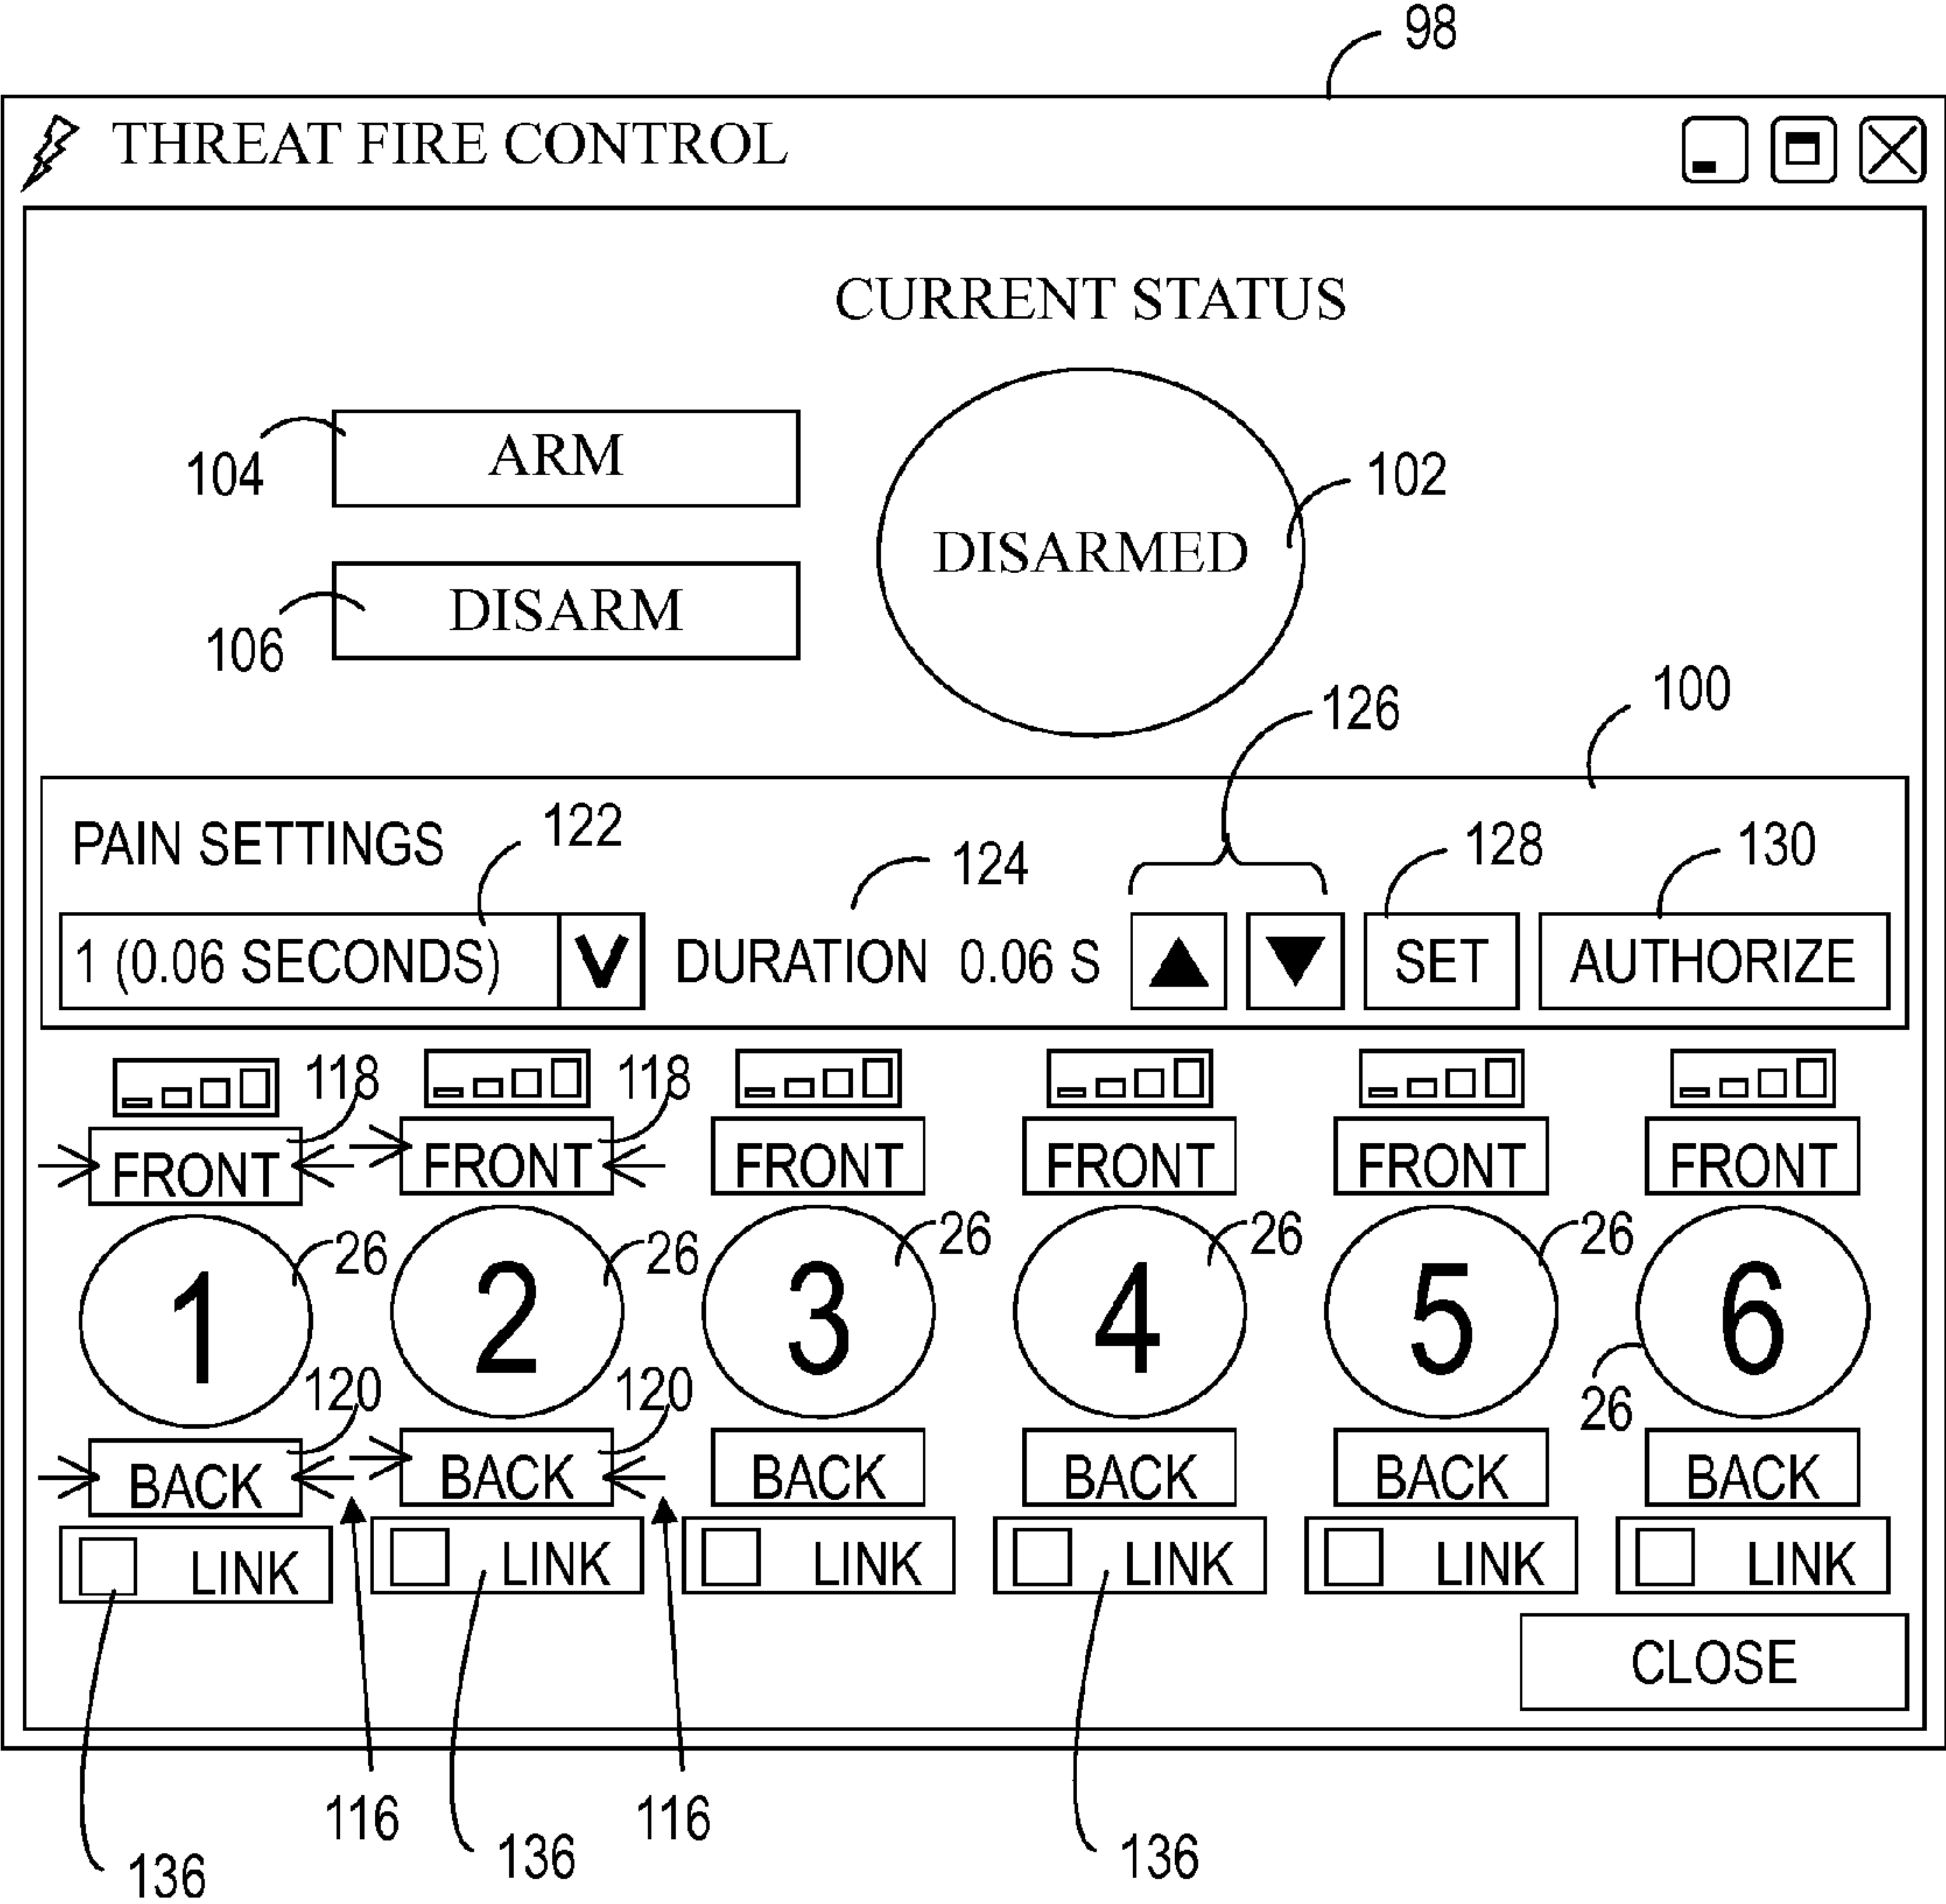 98
THREAT FIRE CONTROL
CURRENT STATUS
104
ARM
102
DISARMED
106
DISARM
126
100
PAIN SETTINGS
122
124
128
130
1 (0.06 SECONDS)
DURATION 0.06 S
SET
AUTHORIZE
118 118
FRONT FRONT FRONT FRONT FRONT FRONT
26 26 26 26 26
1 2 3 4 5 6
120 120 26
BACK BACK BACK BACK BACK BACK
LINK LINK LINK LINK LINK LINK
CLOSE
116 116
136 136 136